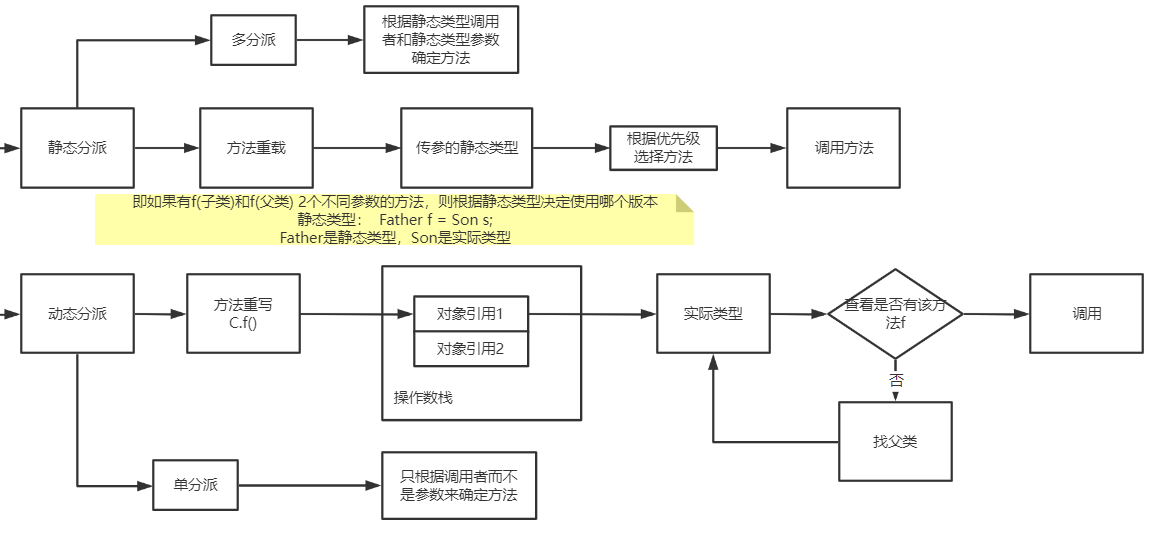 多分派
根据静态类型调用
者和静态类型参数
确定方法
静态分派
方法重载
传参的静态类型
根据优先级
选择方法
调用方法
即如果有f(子类)和f(父类) 2个不同参数的方法，则根据静态类型决定使用哪个版本
静态类型： Father f = Son s;
Father是静态类型，Son是实际类型
动态分派
方法重写
C.f()
对象引用1
对象引用2
操作数栈
实际类型
查看是否有该方
法f
调用
否
找父类
单分派
只根据调用者而不
是参数来确定方法